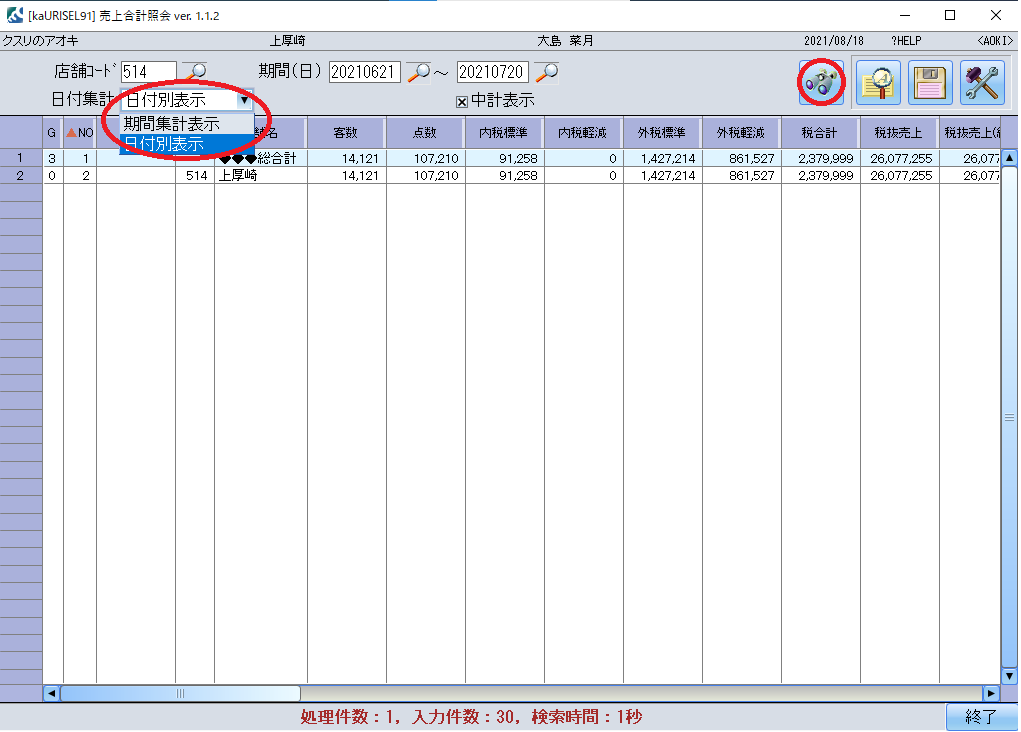 [kaURISEL91] 売上合計照会 ver. 1.1.2
クスリのアオキ 上厚崎 大島 菜月 2021/08/18 ?HELP <AOKI>
店舗ｺｰﾄﾞ 514 期間(日) 20210621 ～ 20210720
日付集計 日付別表示 ▼ ☒中計表示
期間集計表示
日付別表示
G ▲NO 名 客数 点数 内税標準 内税軽減 外税標準 外税軽減 税合計 税抜売上 税抜売上(
1 3 1 ◆◆◆総合計 14,121 107,210 91,258 0 1,427,214 861,527 2,379,999 26,077,255 26,077
2 0 2 514 上厚崎 14,121 107,210 91,258 0 1,427,214 861,527 2,379,999 26,077,255 26,077
処理件数：1，入力件数：30，検索時間：1秒
終了